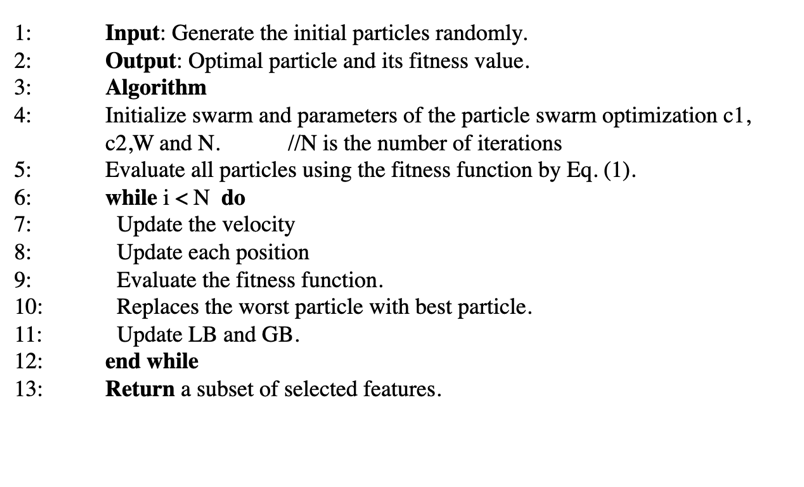 1: Input: Generate the initial particles randomly.
2: Output: Optimal particle and its fitness value.
3: Algorithm
4: Initialize swarm and parameters of the particle swarm optimization c1,
c2,W and N. //N is the number of iterations
5: Evaluate all particles using the fitness function by Eq. (1).
6: while i < N do
7: Update the velocity
8: Update each position
9: Evaluate the fitness function.
10: Replaces the worst particle with best particle.
11: Update LB and GB.
12: end while
13: Return a subset of selected features.